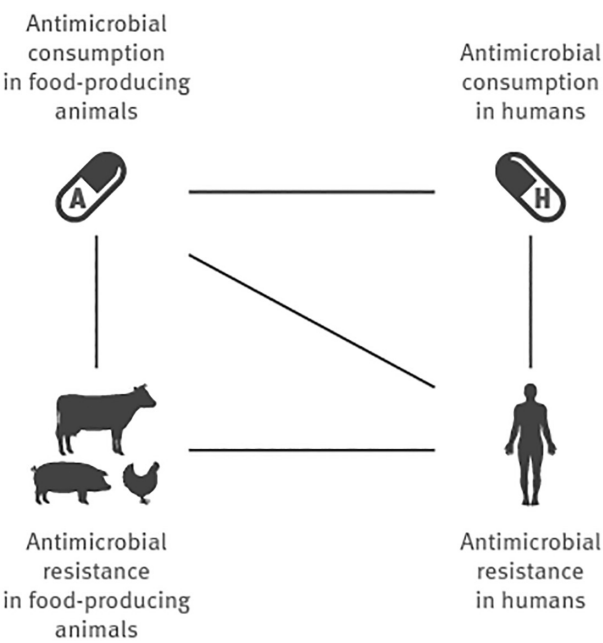 Antimicrobial
consumption
in food-producing
animals
Antimicrobial
consumption
in humans
A
H
Antimicrobial
resistance
in food-producing
animals
Antimicrobial
resistance
in humans